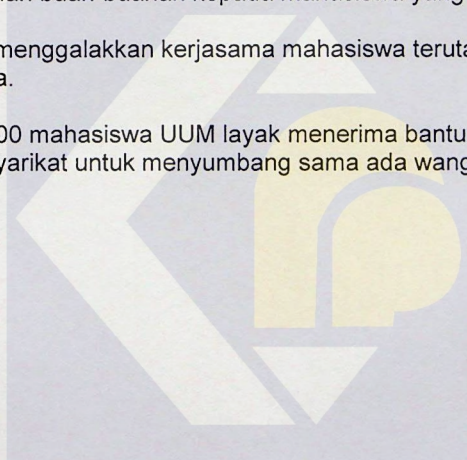 menggalakkan kerjasama mahasiswa teruta
a.
00 mahasiswa UUM layak menerima bantu
yarikat untuk menyumbang sama ada wang